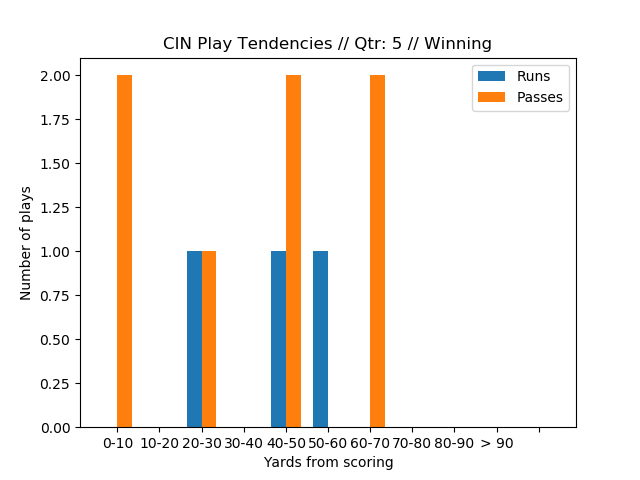 CIN Play Tendencies // Qtr: 5 // Winning
Runs
Passes
Number of plays
2.00
1.75
1.50
1.25
1.00
0.75
0.50
0.25
0.00
0-10 10-20 20-30 30-40 40-50 50-60 60-70 70-80 80-90 > 90
Yards from scoring